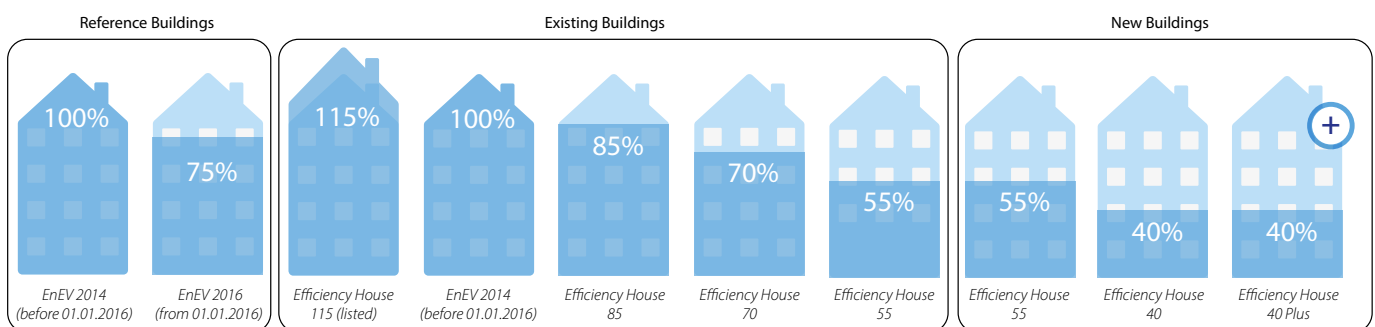 Reference Buildings
Existing Buildings
New Buildings
100%
75%
115%
100%
85%
70%
55%
55%
40%
40%
+
EnEV 2014
(before 01.01.2016)
EnEV 2016
(from 01.01.2016)
Efficiency House
115 (listed)
EnEV 2014
(before 01.01.2016)
Efficiency House
85
Efficiency House
70
Efficiency House
55
Efficiency House
55
Efficiency House
40
Efficiency House
40 Plus